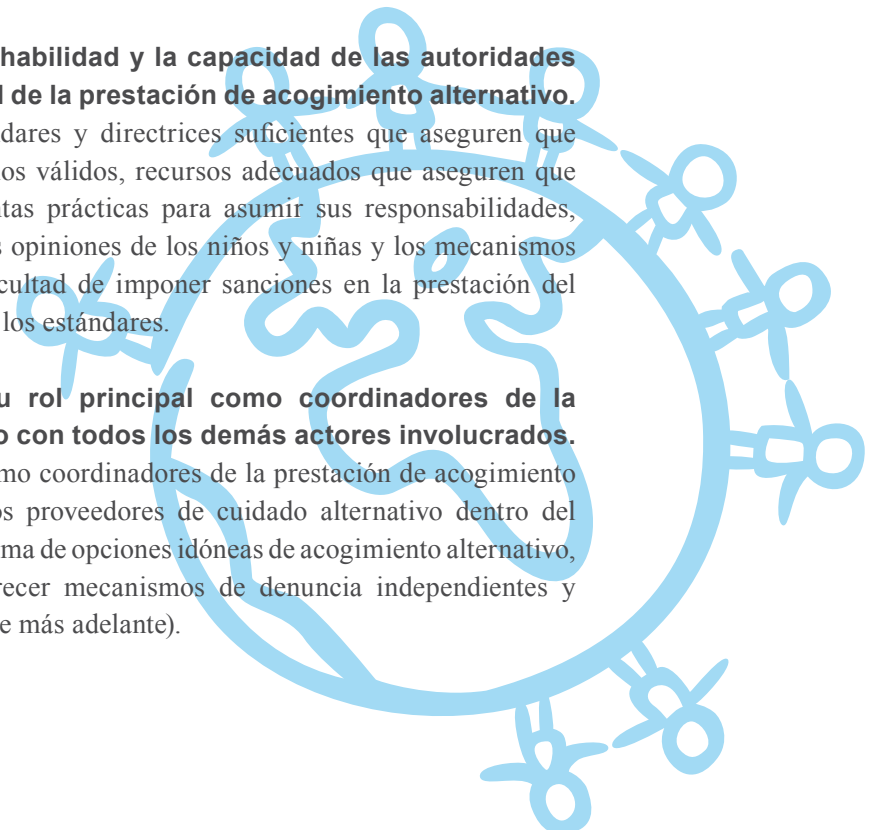 habilidad y la capacidad de las autoridades
de la prestación de acogimiento alternativo.
dares y directrices suficientes que aseguren que
os válidos, recursos adecuados que aseguren que
ntas prácticas para asumir sus responsabilidades,
s opiniones de los niños y niñas y los mecanismos
cultad de imponer sanciones en la prestación del
los estándares.
u rol principal como coordinadores de la
o con todos los demás actores involucrados.
mo coordinadores de la prestación de acogimiento
os proveedores de cuidado alternativo dentro del
ma de opciones idóneas de acogimiento alternativo,
recer mecanismos de denuncia independientes y
e más adelante).